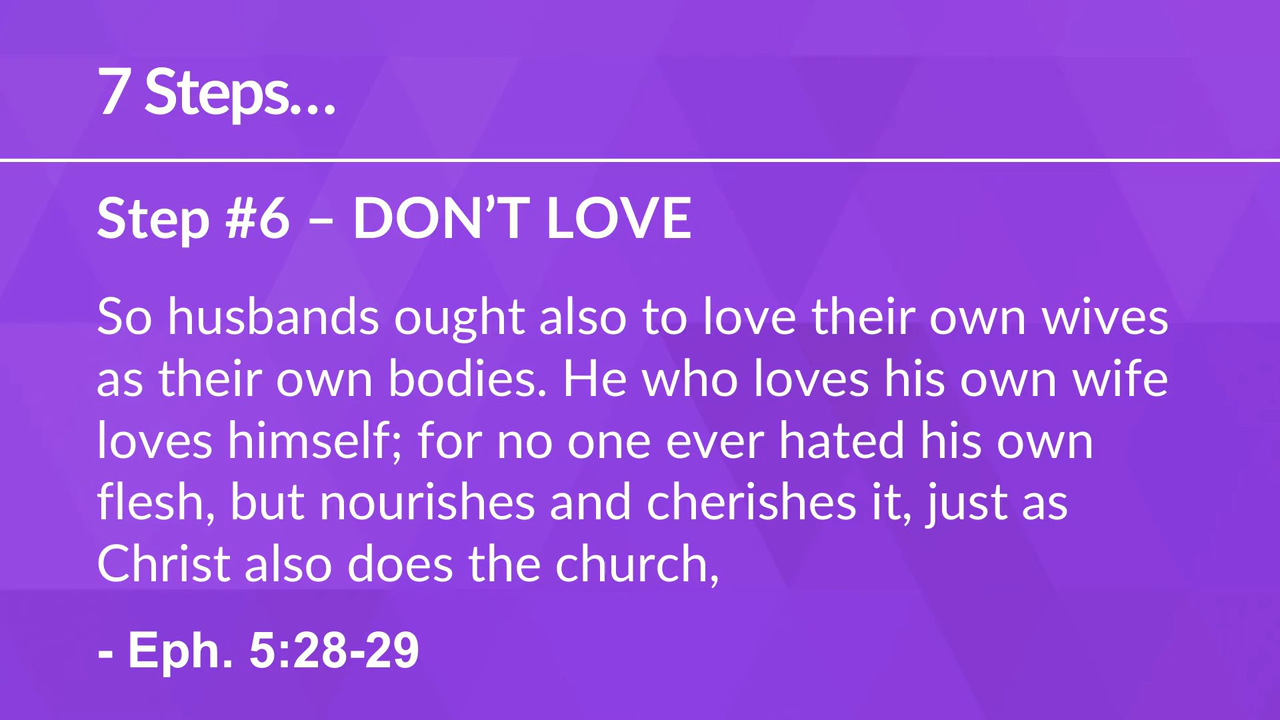 7 Steps…
Step #6 – DON’T LOVE
So husbands ought also to love their own wives
as their own bodies. He who loves his own wife
loves himself; for no one ever hated his own
flesh, but nourishes and cherishes it, just as
Christ also does the church,
- Eph. 5:28-29